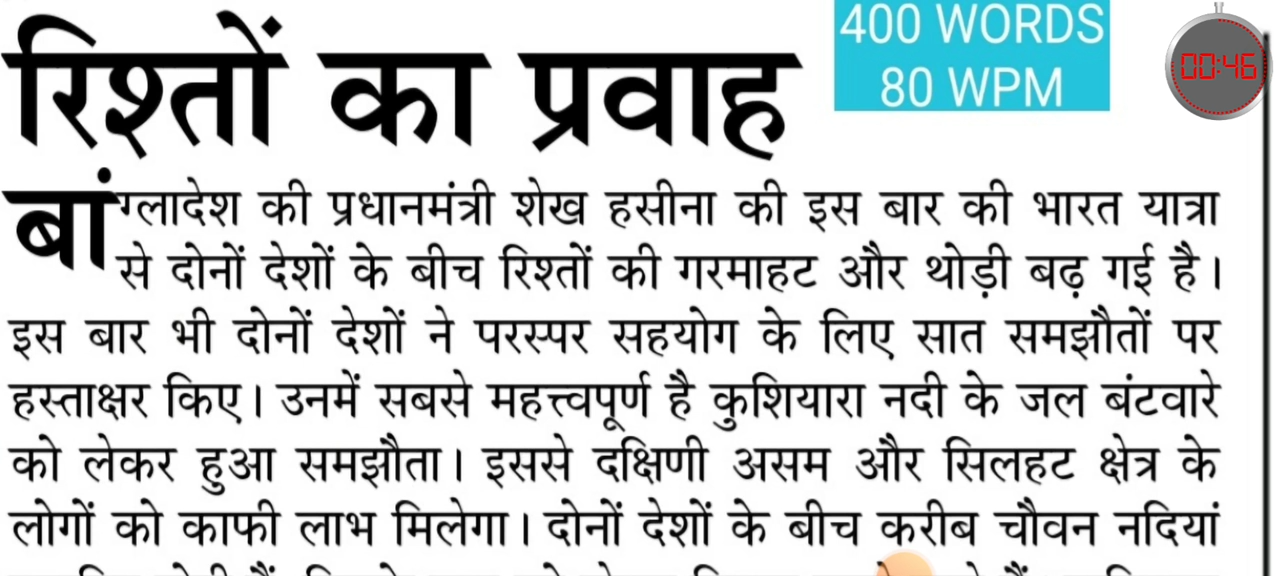 रिश्तों का प्रवाह
400 WORDS
80 WPM
00:46
बांग्लादेश की प्रधानमंत्री शेख हसीना की इस बार की भारत यात्रा
से दोनों देशों के बीच रिश्तों की गरमाहट और थोड़ी बढ़ गई है।
इस बार भी दोनों देशों ने परस्पर सहयोग के लिए सात समझौतों पर
हस्ताक्षर किए। उनमें सबसे महत्त्वपूर्ण है कुशियारा नदी के जल बंटवारे
को लेकर हुआ समझौता। इससे दक्षिणी असम और सिलहट क्षेत्र के
लोगों को काफी लाभ मिलेगा। दोनों देशों के बीच करीब चौवन नदियां